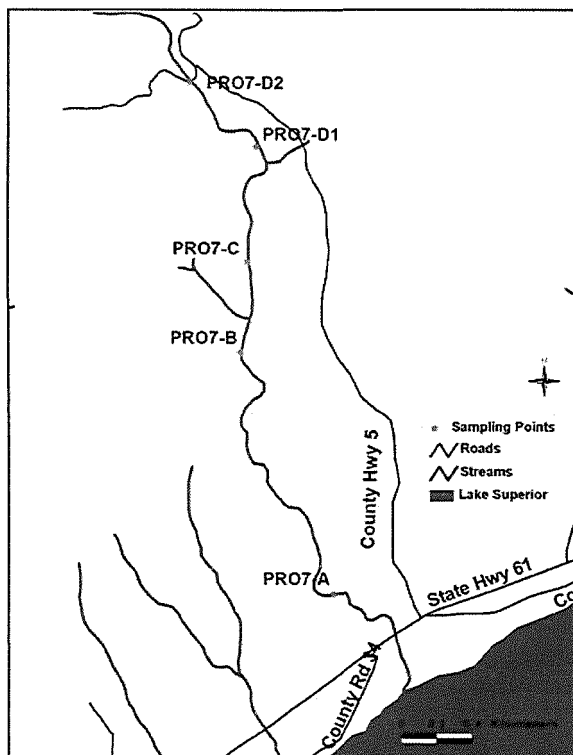 PRO7-D2
PRO7-D1
PRO7-C
PRO7-B
Sampling Points
Roads
Streams
Lake Superior
County Hwy 5
PRO7-A
State Hwy 61
Co
County Rd